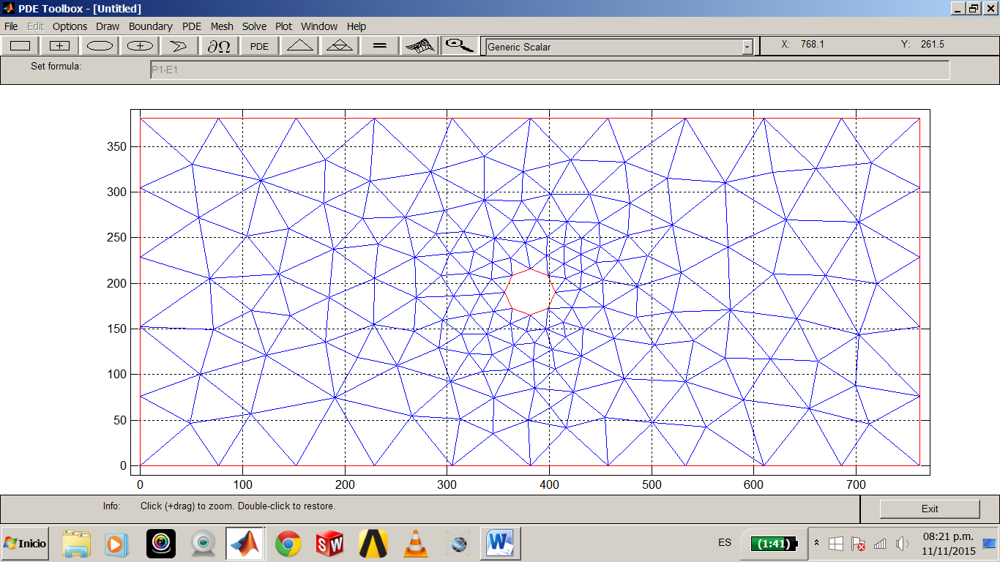 PDE Toolbox - [Untitled]
File Edit Options Draw Boundary PDE Mesh Solve Plot Window Help
∂Ω PDE = Generic Scalar X: 768.1 Y: 261.5
Set formula: P1-E1
350
300
250
200
150
100
50
0
0 100 200 300 400 500 600 700
Info: Click (+drag) to zoom. Double-click to restore. Exit
Inicio SW W ES (1:41) 08:21 p.m.
11/11/2015